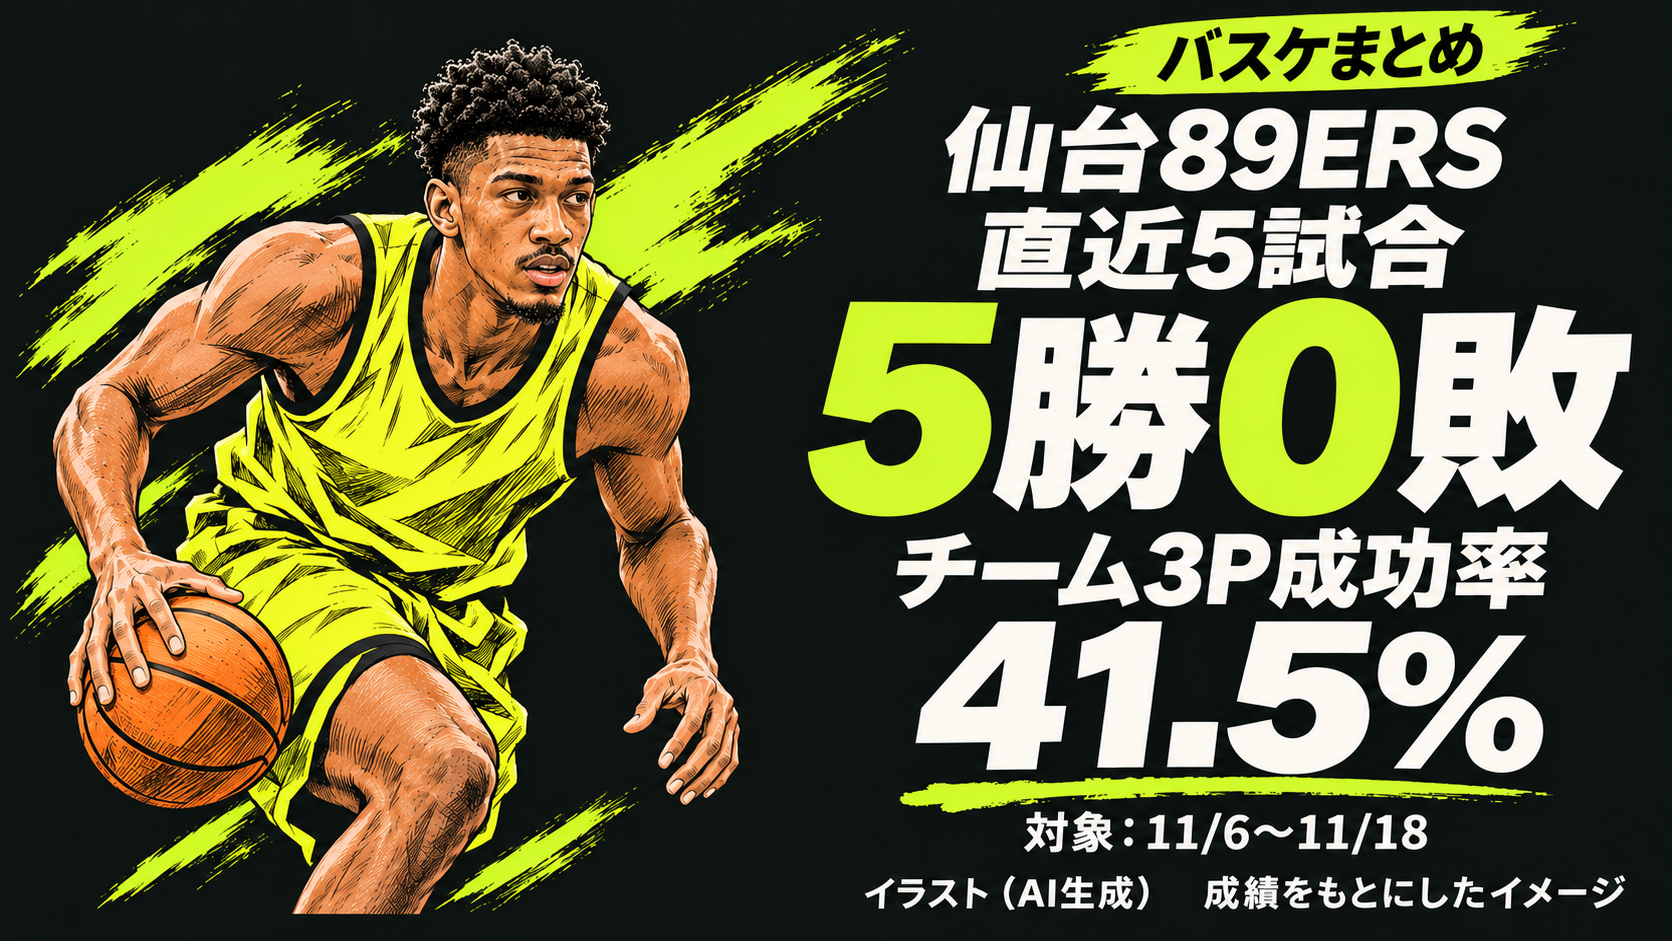 バスケまとめ
仙台89ERS
直近5試合
5勝0敗
チーム3P成功率
41.5%
対象：11/6～11/18
イラスト（AI生成）　成績をもとにしたイメージ